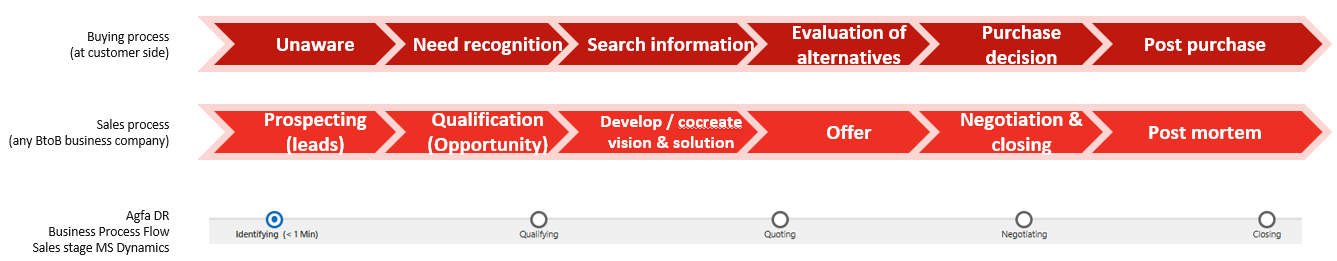 Buying process
(at customer side)
Unaware
Need recognition
Search information
Evaluation of
alternatives
Purchase
decision
Post purchase
Sales process
(any BtoB business company)
Prospecting
(leads)
Qualification
(Opportunity)
Develop / cocreate
vision & solution
Offer
Negotiation &
closing
Post mortem
Agfa DR
Business Process Flow
Sales stage MS Dynamics
Identifying (< 1 Min)
Qualifying
Quoting
Negotiating
Closing